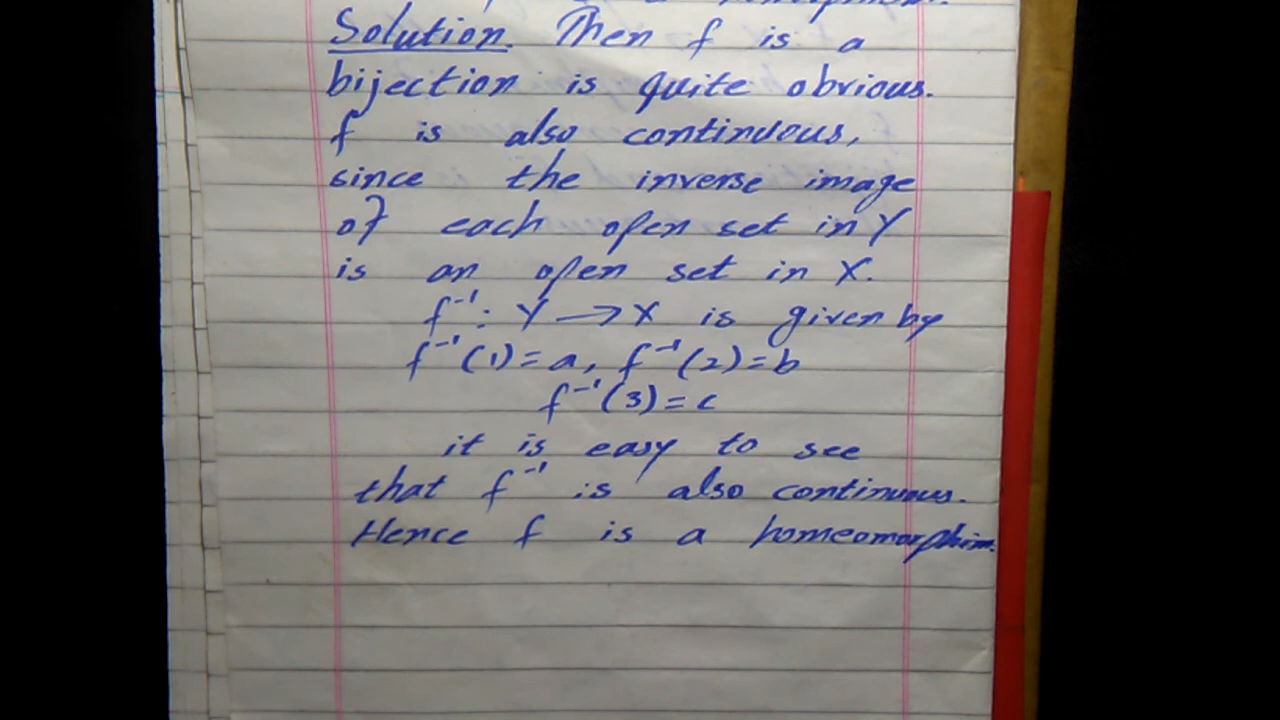 Solution. Then f is a
bijection is quite obvious.
f is also continuous,
since the inverse image
of each open set in Y
is an open set in X.
f⁻¹: Y → X is given by
f⁻¹(1) = a, f⁻¹(2) = b
f⁻¹(3) = c
it is easy to see
that f⁻¹ is also continuous.
Hence f is a homeomorphim.